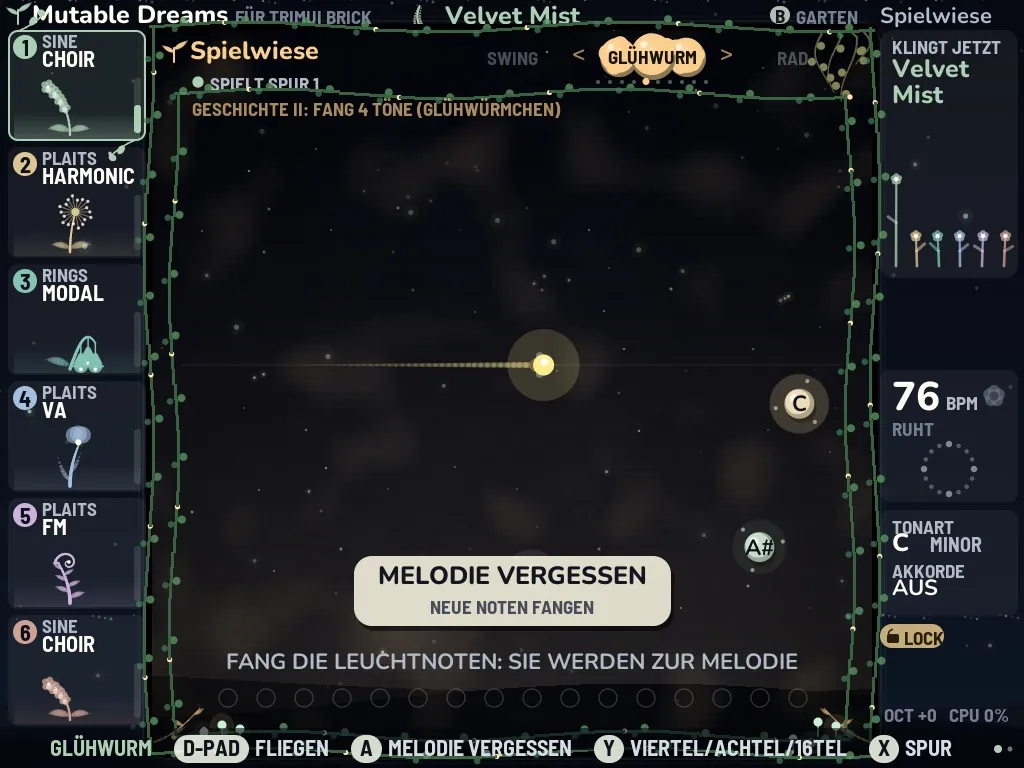 Mutable Dreams FÜR TRIMUI BRICK
Velvet Mist
B GARTEN
Spielwiese
1 SINE
CHOIR
2 PLAITS
HARMONIC
3 RINGS
MODAL
4 PLAITS
VA
5 PLAITS
FM
6 SINE
CHOIR
Spielwiese
SPIELT SPUR 1
SWING < GLÜHWURM > RAD
GESCHICHTE II: FANG 4 TÖNE (GLÜHWÜRMCHEN)
C
A#
MELODIE VERGESSEN
NEUE NOTEN FANGEN
FANG DIE LEUCHTNOTEN: SIE WERDEN ZUR MELODIE
KLINGT JETZT
Velvet
Mist
76 BPM
RUHT
TONART
C MINOR
AKKORDE
AUS
LOCK
OCT +0 CPU 0%
GLÜHWURM D-PAD FLIEGEN A MELODIE VERGESSEN Y VIERTEL/ACHTEL/16TEL X SPUR